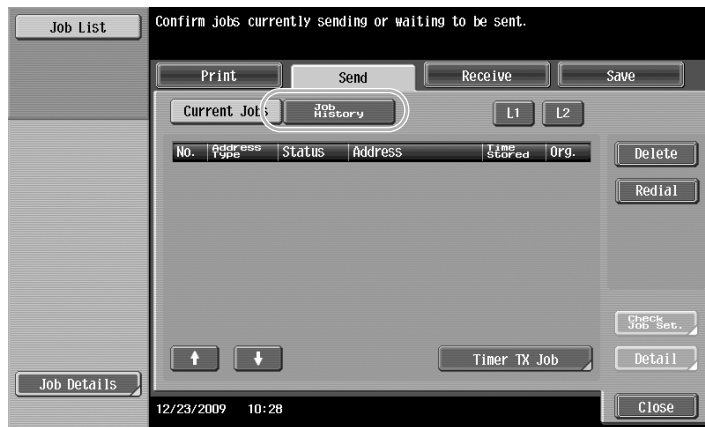 Job List
Confirm jobs currently sending or waiting to be sent.
Print
Send
Receive
Save
Current Jobs
Job
History
L1
L2
No.
Address
Type
Status
Address
Time
Stored
Org.
Delete
Redial
Check
Job Set.
Timer TX Job
Detail
Job Details
12/23/2009 10:28
Close